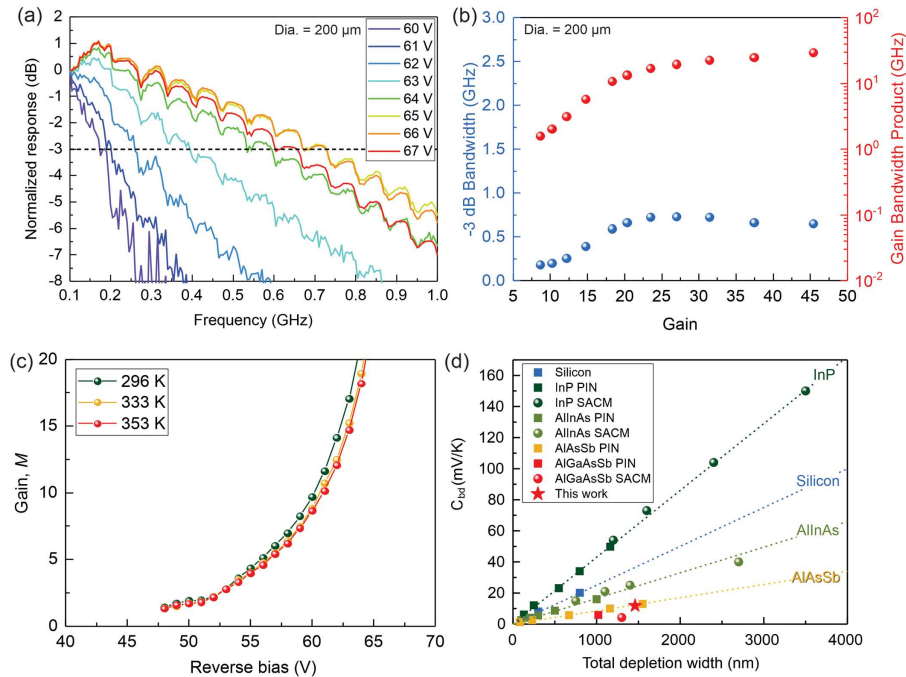 (a)
Dia. = 200 µm
60 V
61 V
62 V
63 V
64 V
65 V
66 V
67 V
2
1
0
-1
-2
-3
-4
-5
-6
-7
-8
Normalized response (dB)
0.1 0.2 0.3 0.4 0.5 0.6 0.7 0.8 0.9 1.0
Frequency (GHz)
(b)
Dia. = 200 µm
3.0
2.5
2.0
1.5
1.0
0.5
0.0
-3 dB Bandwidth (GHz)
10²
10¹
10⁰
10⁻¹
10⁻²
Gain Bandwidth Product (GHz)
5 10 15 20 25 30 35 40 45 50
Gain
(c)
296 K
333 K
353 K
20
15
10
5
0
Gain, M
40 45 50 55 60 65 70
Reverse bias (V)
(d)
Silicon
InP PIN
InP SACM
AlInAs PIN
AlInAs SACM
AlAsSb PIN
AlGaAsSb PIN
AlGaAsSb SACM
This work
InP
Silicon
AlInAs
AlAsSb
160
140
120
100
80
60
40
20
0
C_bd(mV/K)
0 500 1000 1500 2000 2500 3000 3500 4000
Total depletion width (nm)